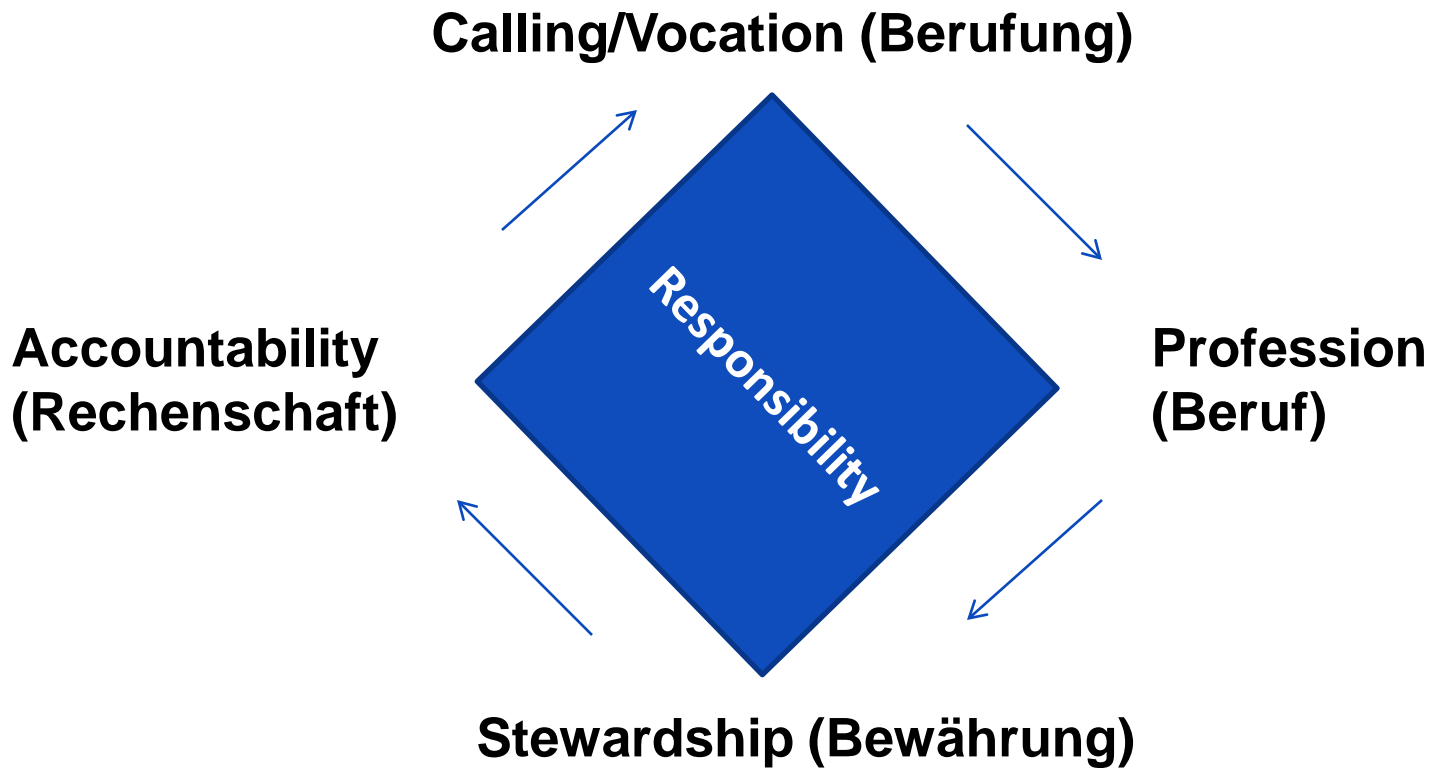 Calling/Vocation (Berufung)
Accountability
(Rechenschaft)
Responsibility
Profession
(Beruf)
Stewardship (Bewährung)